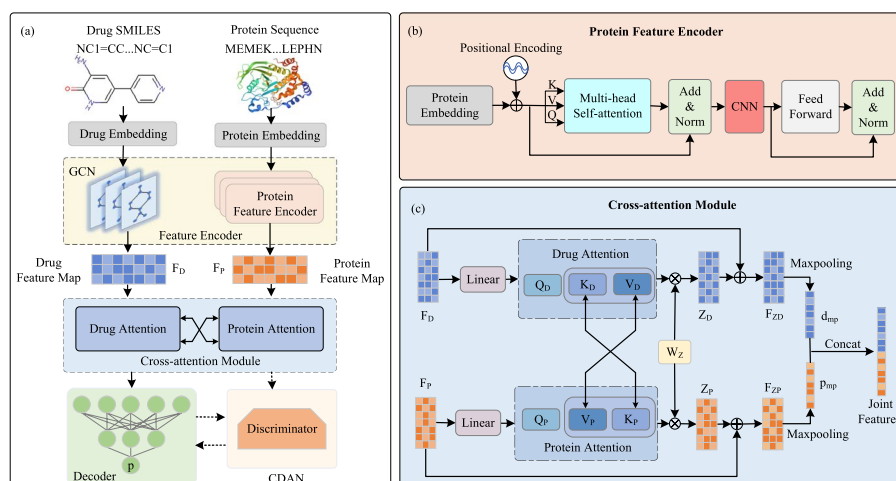 (a)
Drug SMILES
NC1=CC...NC=C1
Protein Sequence
MEMEK...LEPHN
NH₂
O
N
H
N
Drug Embedding
Protein Embedding
GCN
Protein
Feature Encoder
Feature Encoder
Drug
Feature Map
F_D
F_P
Protein
Feature Map
Drug Attention
Protein Attention
Cross-attention Module
p
Decoder
Discriminator
CDAN
(b)
Protein Feature Encoder
Positional Encoding
Protein Embedding
K
V
Q
Multi-head
Self-attention
Add
&
Norm
CNN
Feed
Forward
Add
&
Norm
(c)
Cross-attention Module
Drug Attention
F_D
Linear
Q_D
K_D
V_D
Z_D
F_ZD
Maxpooling
d_mp
W_Z
Concat
Joint
Feature
F_P
Linear
Q_P
V_P
K_P
Protein Attention
Z_P
F_ZP
p_mp
Maxpooling